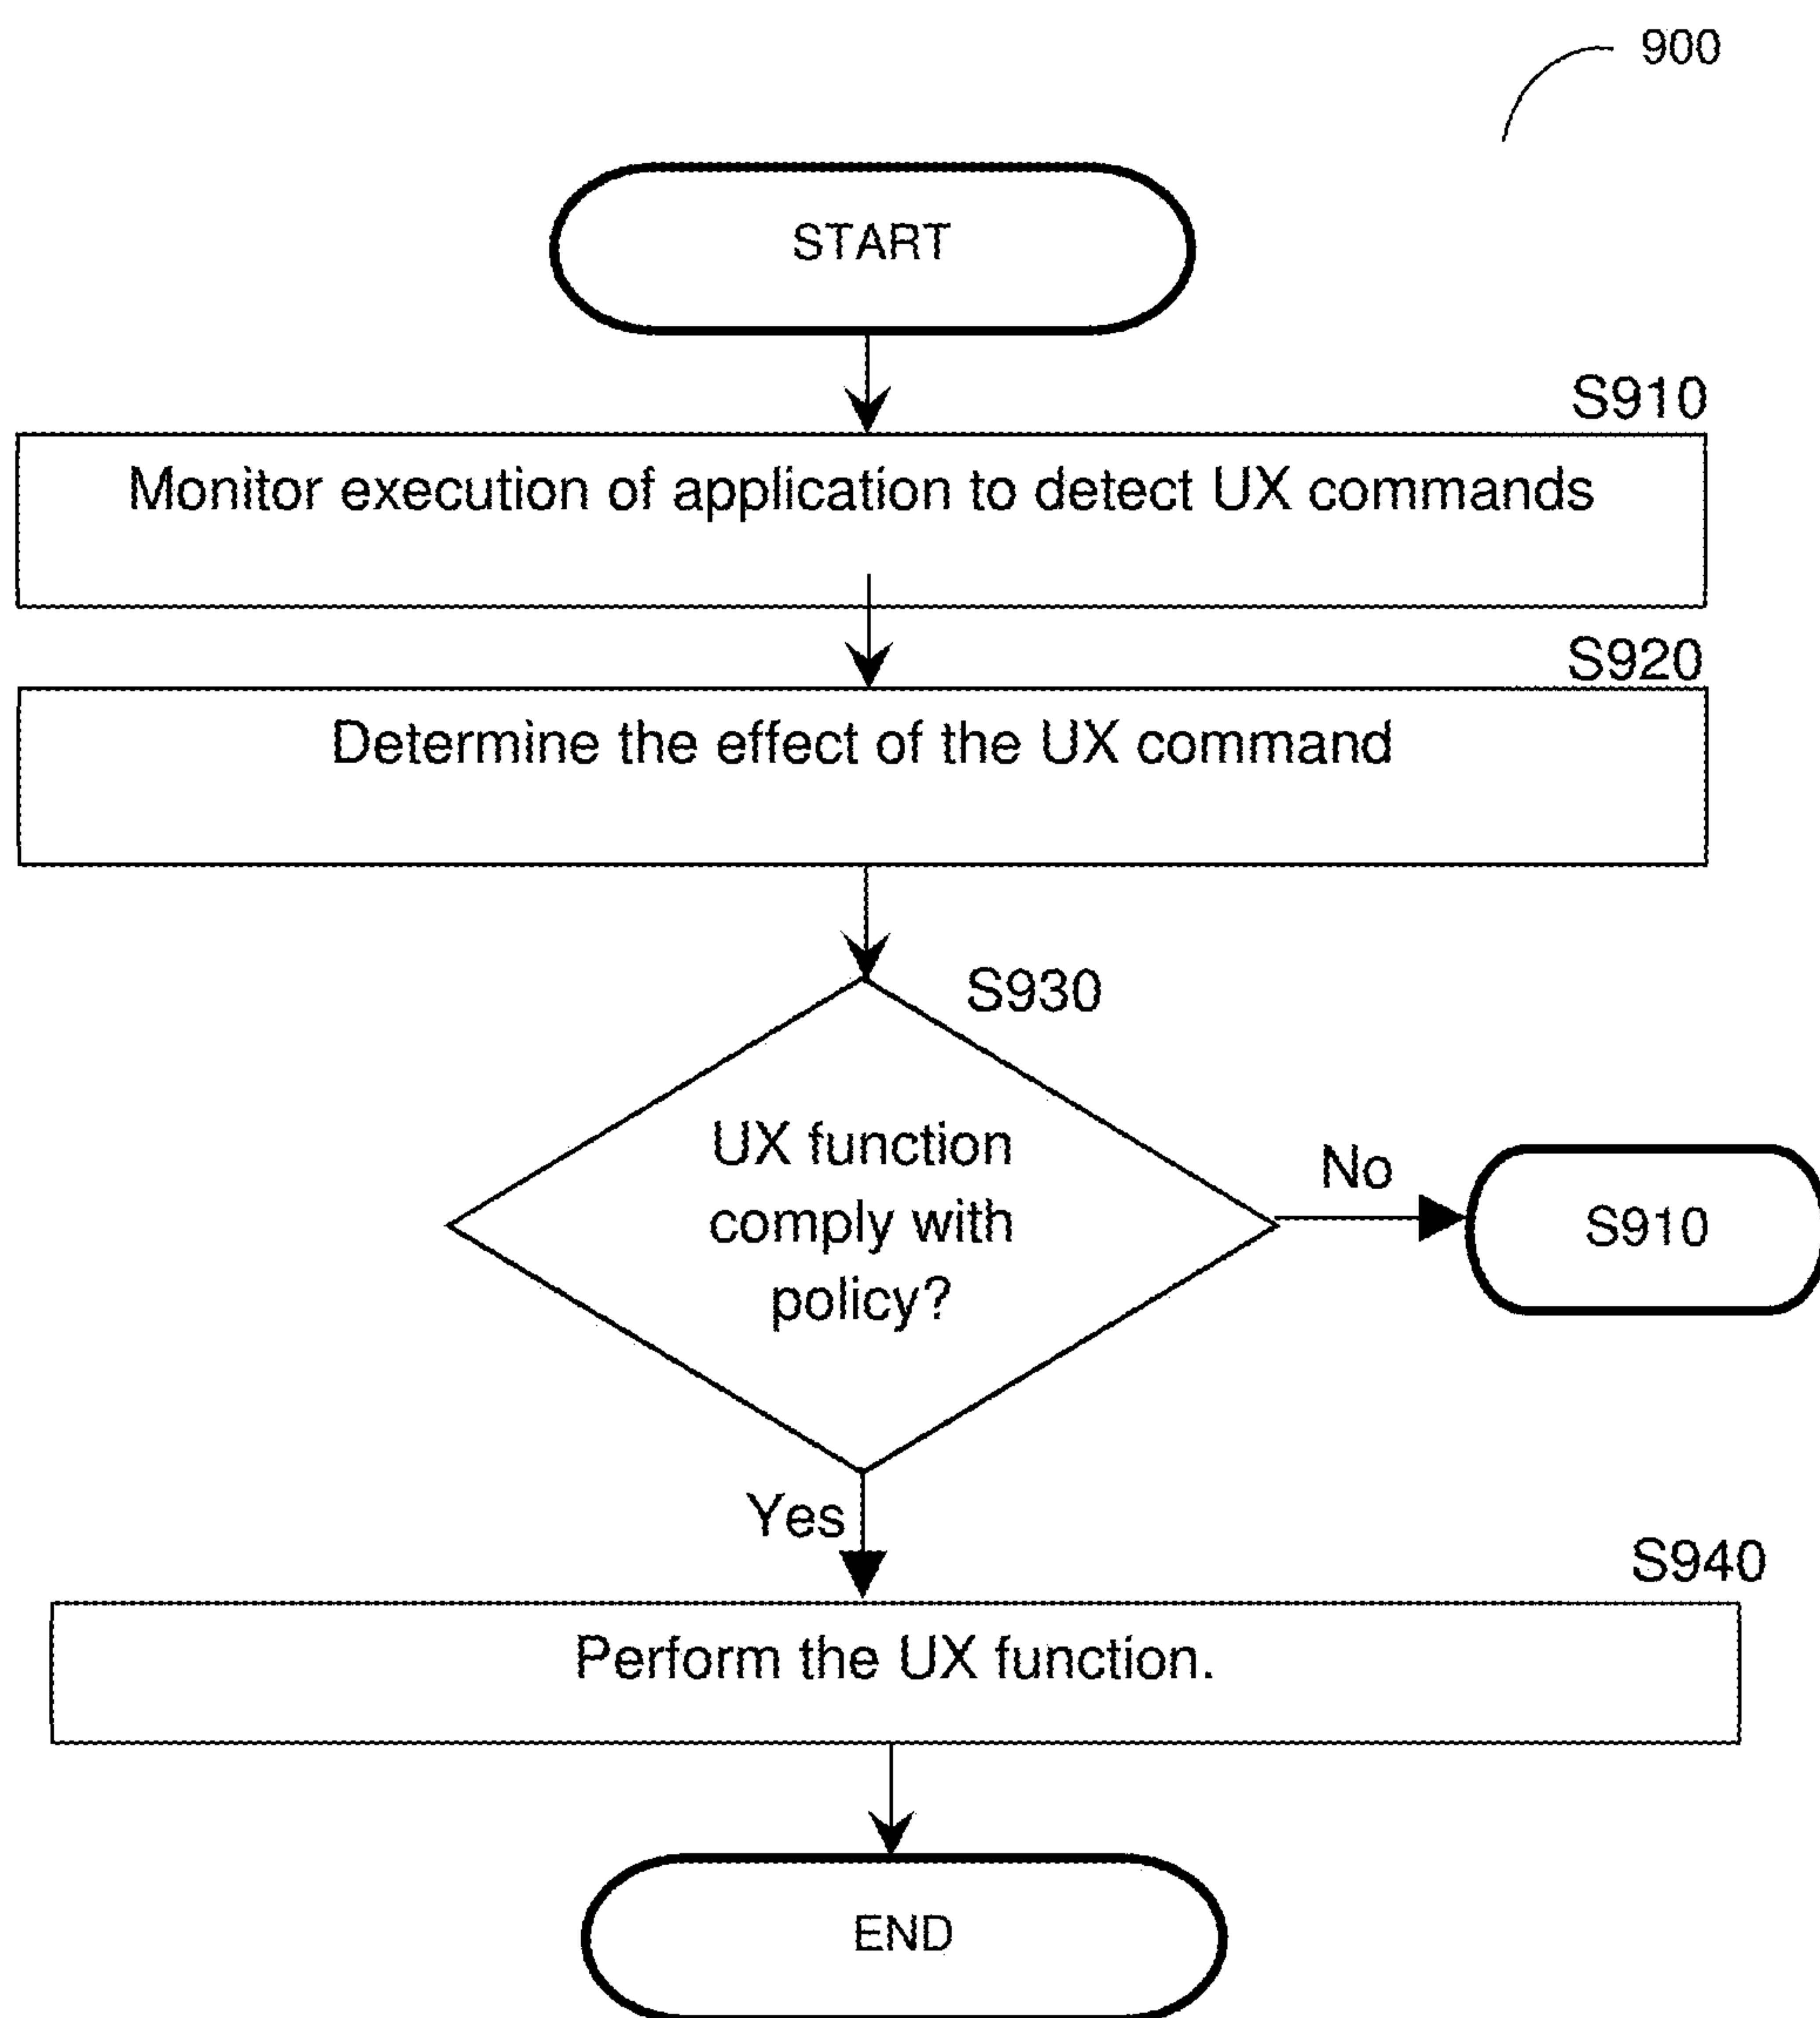 900
START
S910
Monitor execution of application to detect UX commands
S920
Determine the effect of the UX command
S930
UX function
comply with
policy?
No
S910
Yes
S940
Perform the UX function.
END